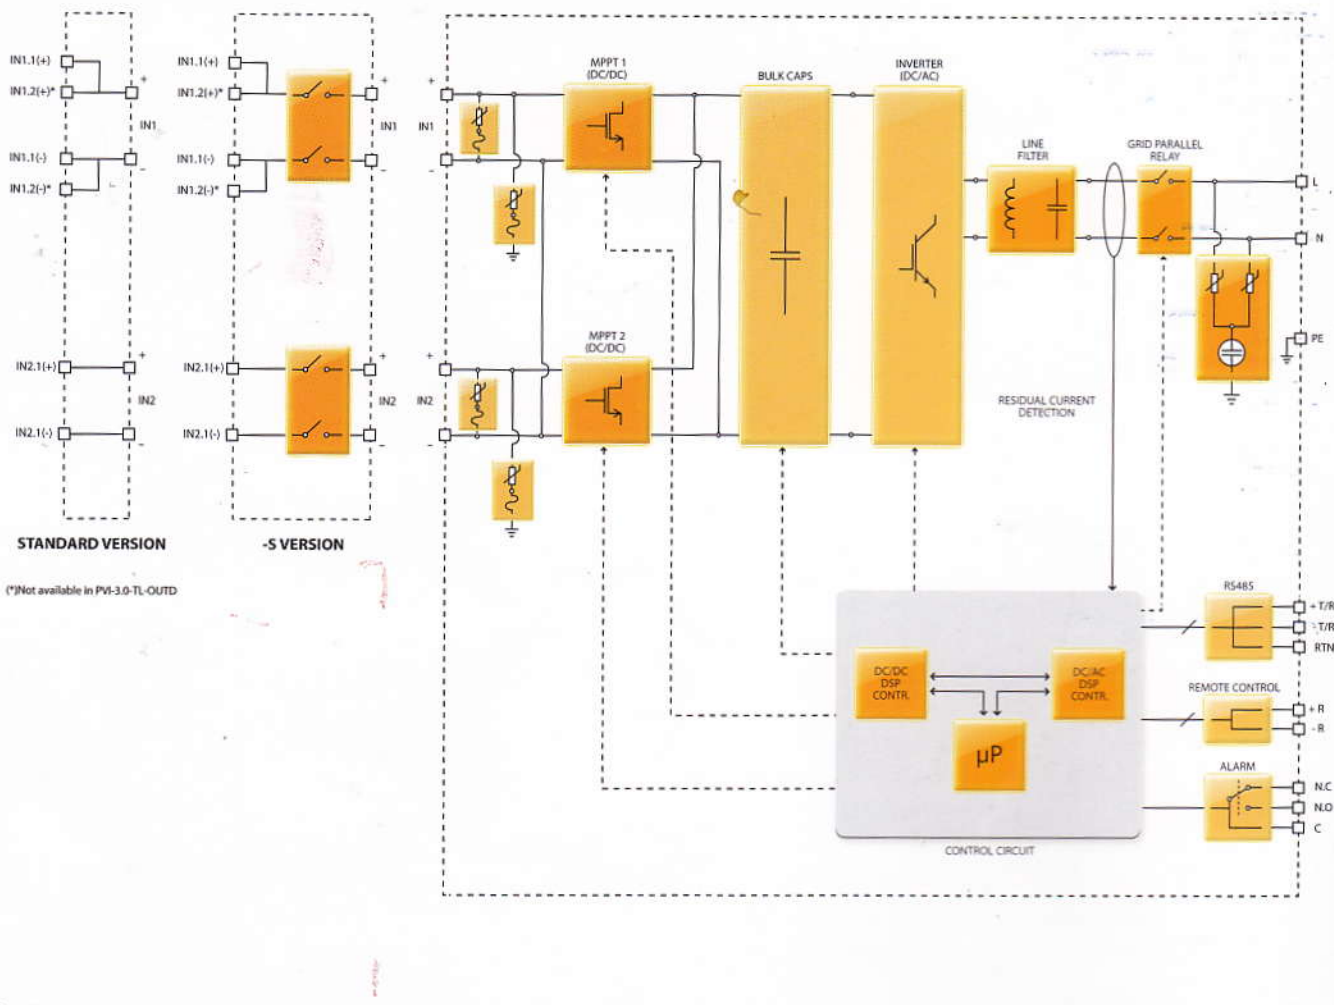 IN1.1(+)
IN1.2(+)*
+
IN1
IN1.1(-)
IN1.2(-)*
-
IN2.1(+)
+
IN2
IN2.1(-)
-
STANDARD VERSION
(*)Not available in PVI-3.0-TL-OUTD
IN1.1(+)
IN1.2(+)*
+
IN1
IN1.1(-)
IN1.2(-)*
-
IN2.1(+)
+
IN2
IN2.1(-)
-
-S VERSION
+
IN1
-
+
IN2
-
MPPT 1
(DC/DC)
MPPT 2
(DC/DC)
BULK CAPS
INVERTER
(DC/AC)
LINE
FILTER
GRID PARALLEL
RELAY
L
N
PE
RESIDUAL CURRENT
DETECTION
DC/DC
DSP
CONTR.
DC/AC
DSP
CONTR.
µP
CONTROL CIRCUIT
RS485
+ T/R
- T/R
RTN
REMOTE CONTROL
+ R
- R
ALARM
N.C
N.O
C